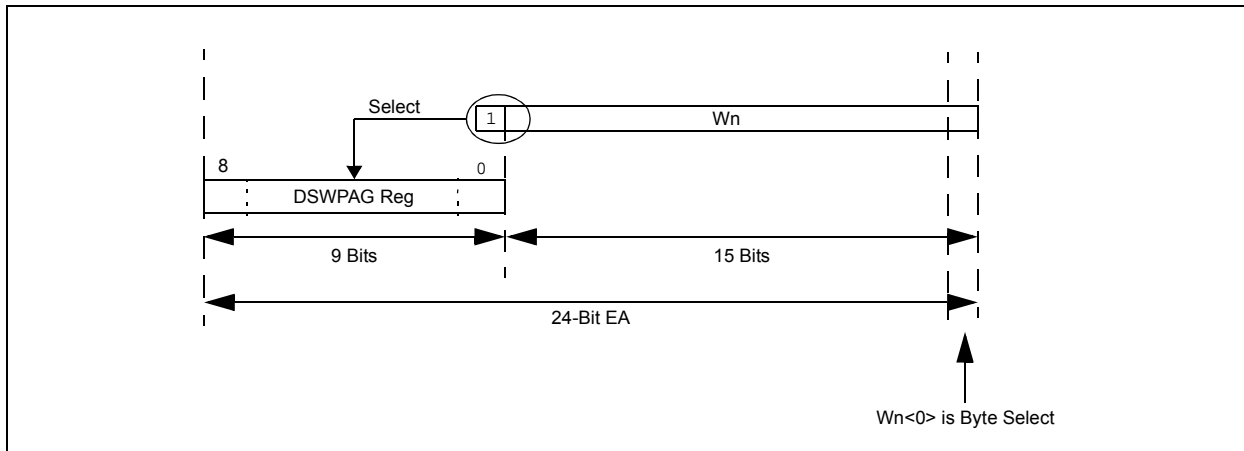 Select
1
Wn
8
0
DSWPAG Reg
9 Bits
15 Bits
24-Bit EA
Wn<0> is Byte Select